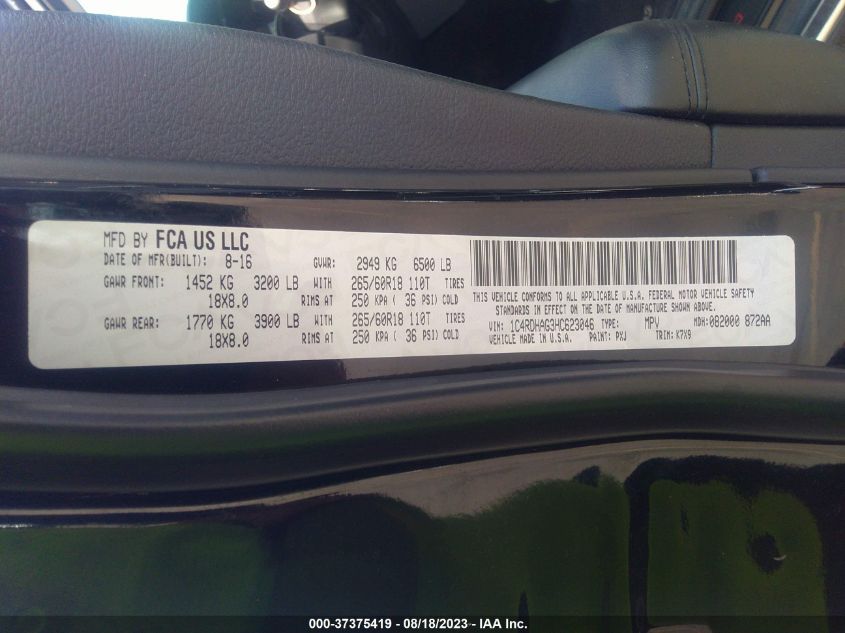 MFD BY FCA US LLC
DATE OF MFR(BUILT): 8-16 GVWR: 2949 KG 6500 LB
GAWR FRONT: 1452 KG 3200 LB WITH 265/60R18 110T TIRES
18X8.0 RIMS AT 250 KPA ( 36 PSI) COLD
GAWR REAR: 1770 KG 3900 LB WITH 265/60R18 110T TIRES
18X8.0 RIMS AT 250 KPA ( 36 PSI) COLD
THIS VEHICLE CONFORMS TO ALL APPLICABLE U.S.A. FEDERAL MOTOR VEHICLE SAFETY
STANDARDS IN EFFECT ON THE DATE OF MANUFACTURE SHOWN ABOVE.
VIN: 1C4RDHAG3HC623046 TYPE: MPV MDH: 082000 872AA
VEHICLE MADE IN U.S.A. PAINT: PXJ TRIM: K7X9
000-37375419 - 08/18/2023 - IAA Inc.